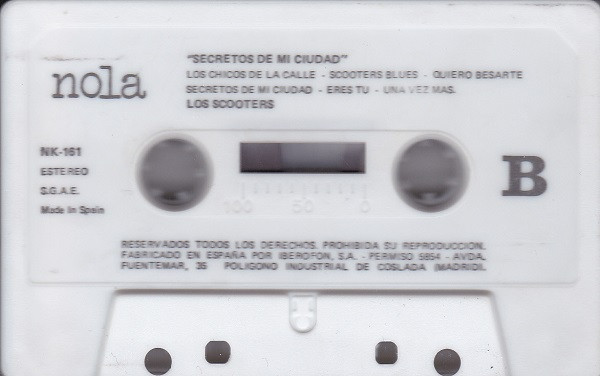 nola
"SECRETOS DE MI CIUDAD"
LOS CHICOS DE LA CALLE - SCOOTERS BLUES - QUIERO BESARTE
SECRETOS DE MI CIUDAD - ERES TU - UNA VEZ MAS.
LOS SCOOTERS
NK-161
ESTEREO
S.G.A.E.
Made In Spain
B
100 50 0
RESERVADOS TODOS LOS DERECHOS. PROHIBIDA SU REPRODUCCION.
FABRICADO EN ESPAÑA POR IBEROFON, S.A. - PERMISO 5854 - AVDA.
FUENTEMAR, 35 POLIGONO INDUSTRIAL DE COSLADA (MADRID).